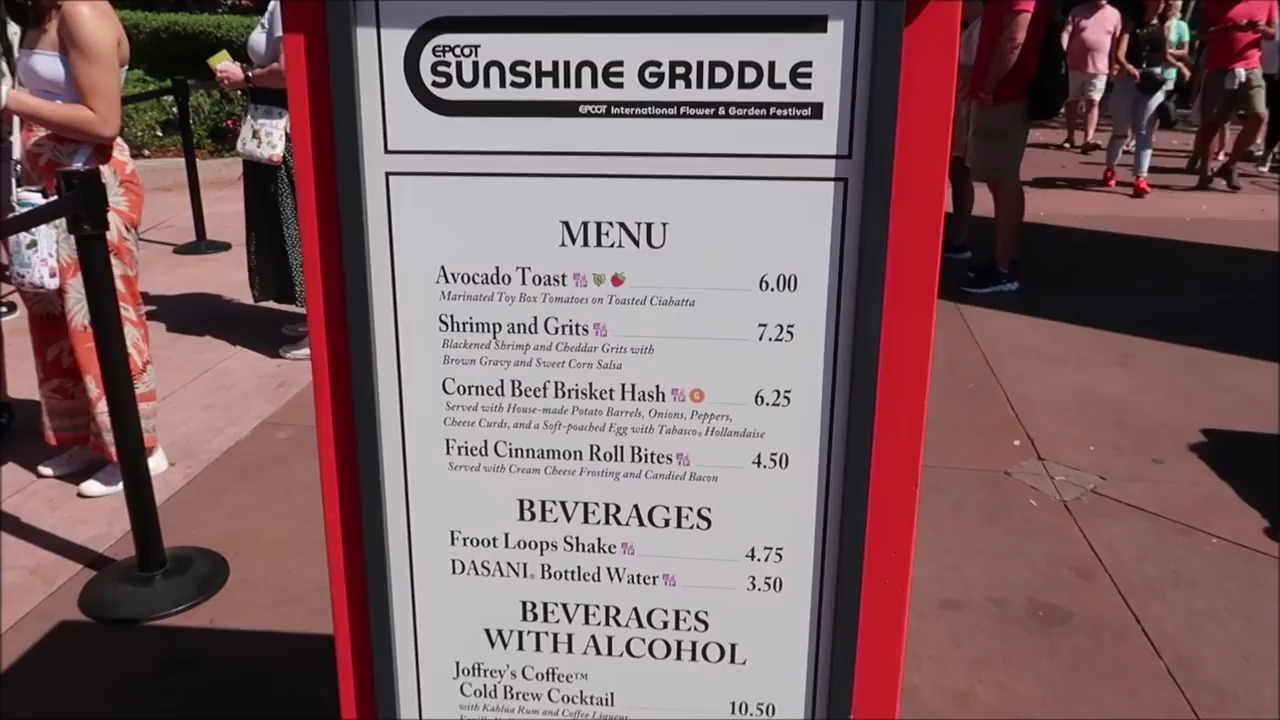 EPCOT
SUNSHINE GRIDDLE
EPCOT International Flower & Garden Festival
MENU
Avocado Toast 6.00
Marinated Toy Box Tomatoes on Toasted Ciabatta
Shrimp and Grits 7.25
Blackened Shrimp and Cheddar Grits with
Brown Gravy and Sweet Corn Salsa
Corned Beef Brisket Hash G 6.25
Served with House-made Potato Barrels, Onions, Peppers,
Cheese Curds, and a Soft-poached Egg with Tabasco® Hollandaise
Fried Cinnamon Roll Bites 4.50
Served with Cream Cheese Frosting and Candied Bacon
BEVERAGES
Froot Loops Shake 4.75
DASANI® Bottled Water 3.50
BEVERAGES
WITH ALCOHOL
Joffrey's Coffee™
Cold Brew Cocktail 10.50
with Kahlúa Rum and Coffee Liqueur